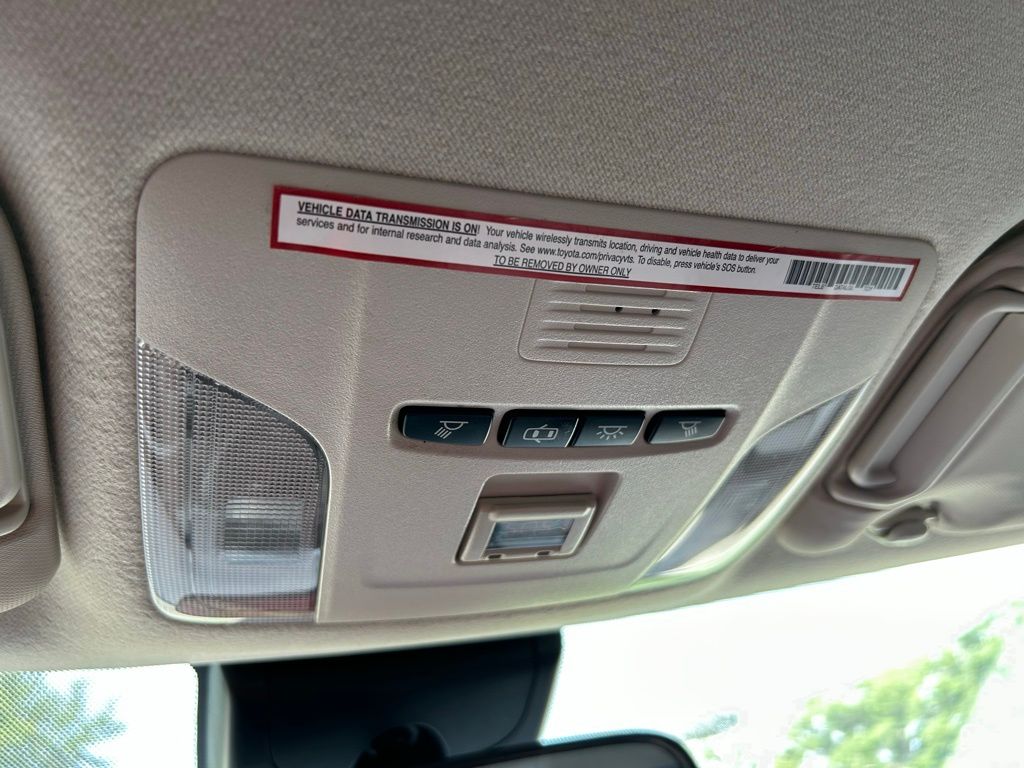 VEHICLE DATA TRANSMISSION IS ON! Your vehicle wirelessly transmits location, driving and vehicle health data to deliver your
services and for internal research and data analysis. See www.toyota.com/privacyvts. To disable, press vehicle's SOS button.
TO BE REMOVED BY OWNER ONLY